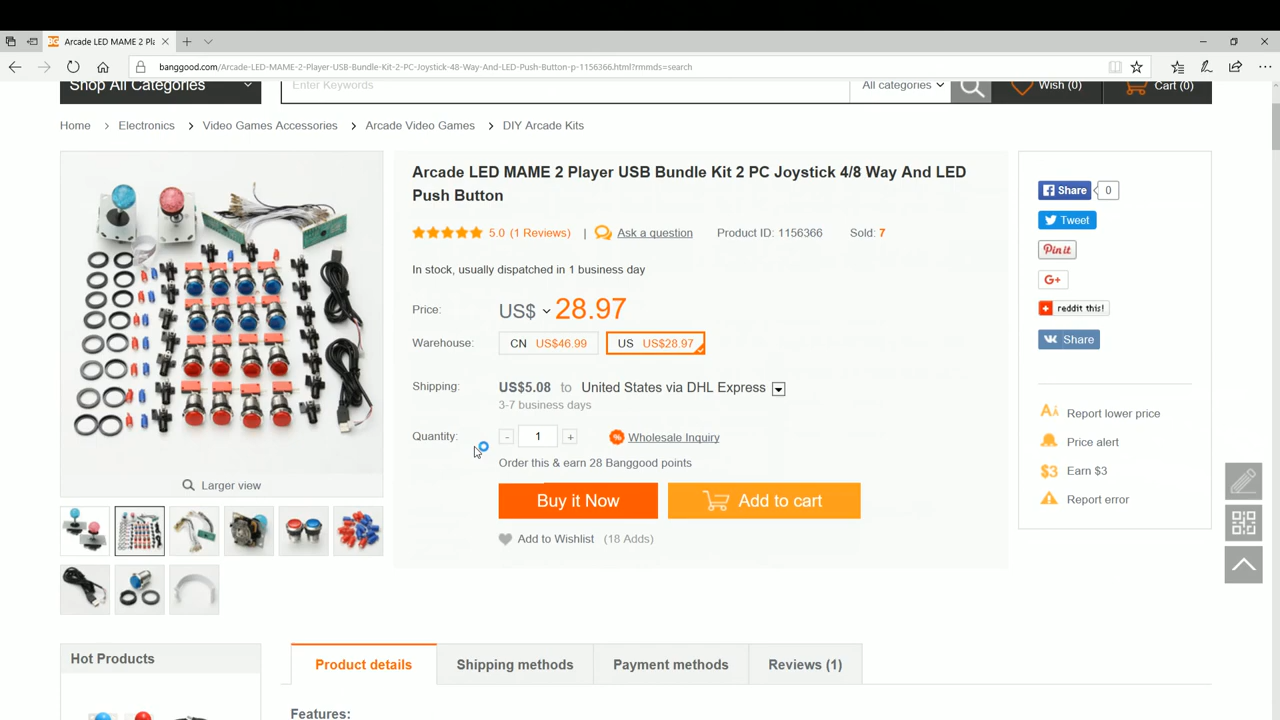 BG Arcade LED MAME 2 Pla
banggood.com/Arcade-LED-MAME-2-Player-USB-Bundle-Kit-2-PC-Joystick-48-Way-And-LED-Push-Button-p-1156366.html?rmmds=search
Shop All Categories
Enter Keywords
All categories
Wish (0)
Cart (0)
Home > Electronics > Video Games Accessories > Arcade Video Games > DIY Arcade Kits
Arcade LED MAME 2 Player USB Bundle Kit 2 PC Joystick 4/8 Way And LED
Push Button
5.0 (1 Reviews) | Ask a question Product ID: 1156366 Sold: 7
In stock, usually dispatched in 1 business day
Price: US$ 28.97
Warehouse: CN US$46.99 US US$28.97
Shipping: US$5.08 to United States via DHL Express
3-7 business days
Quantity: - 1 + Wholesale Inquiry
Order this & earn 28 Banggood points
Buy it Now Add to cart
Add to Wishlist (18 Adds)
Larger view
f Share 0
Tweet
Pin it
G+
reddit this!
Share
Report lower price
Price alert
$3 Earn $3
Report error
Hot Products
Product details Shipping methods Payment methods Reviews (1)
Features: